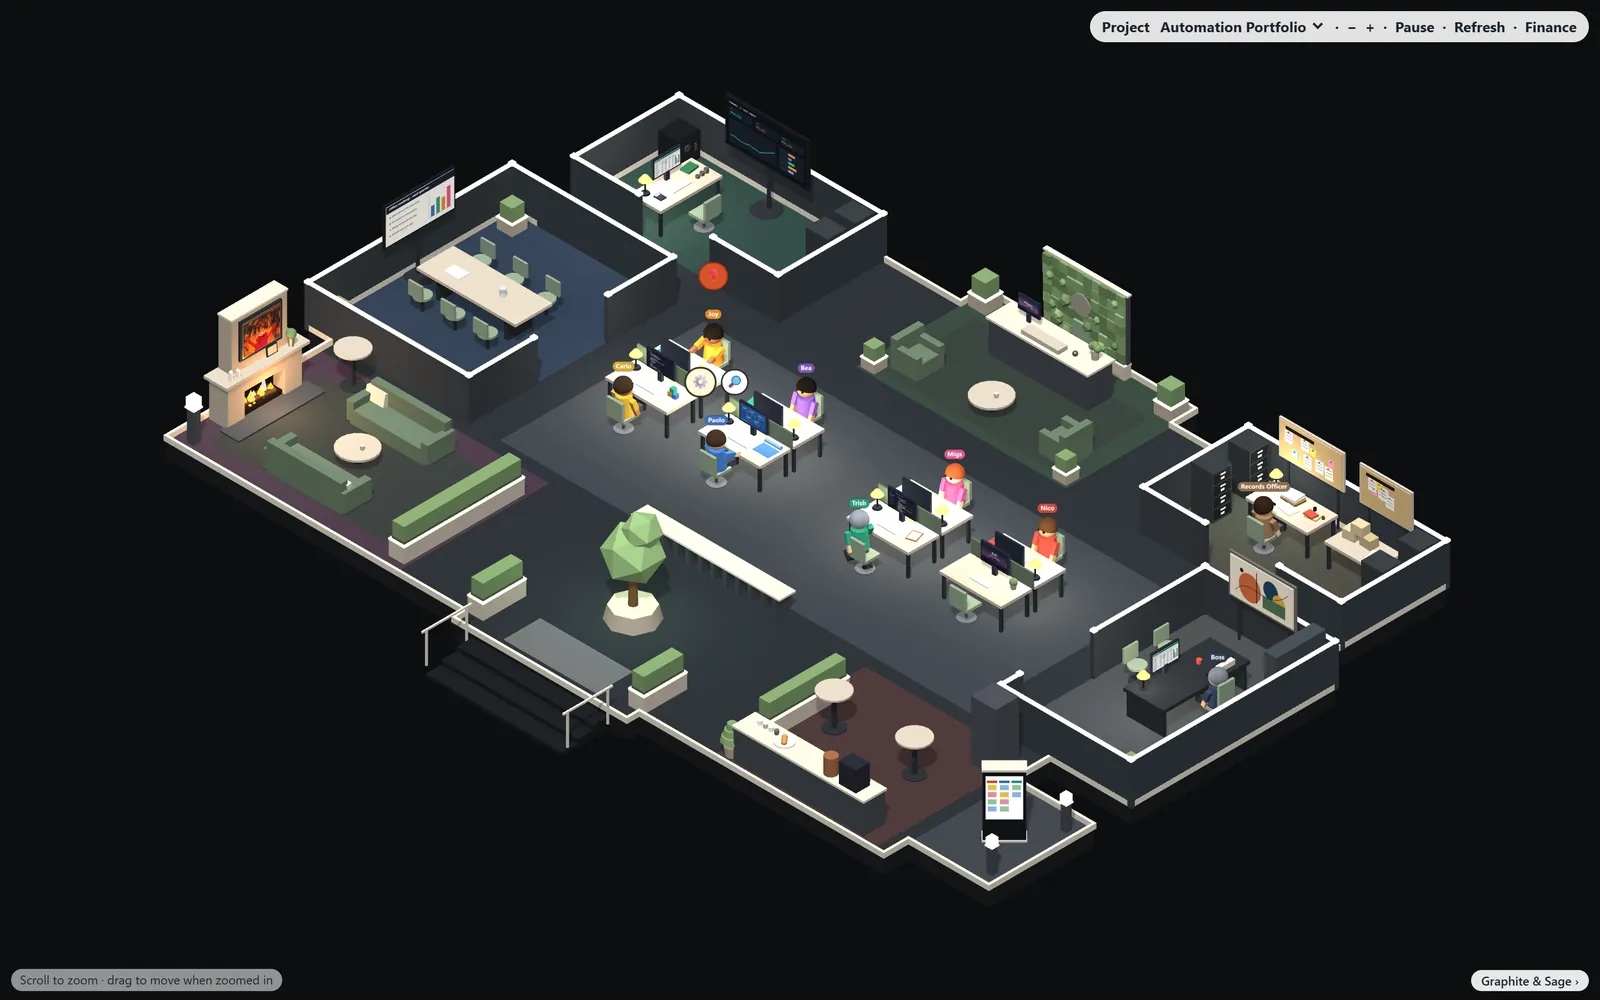 Project Automation Portfolio · − + · Pause · Refresh · Finance
Joy
Carlo
Bea
Paolo
Migs
Trish
Nico
Records Officer
Boss
Scroll to zoom · drag to move when zoomed in
Graphite & Sage ›